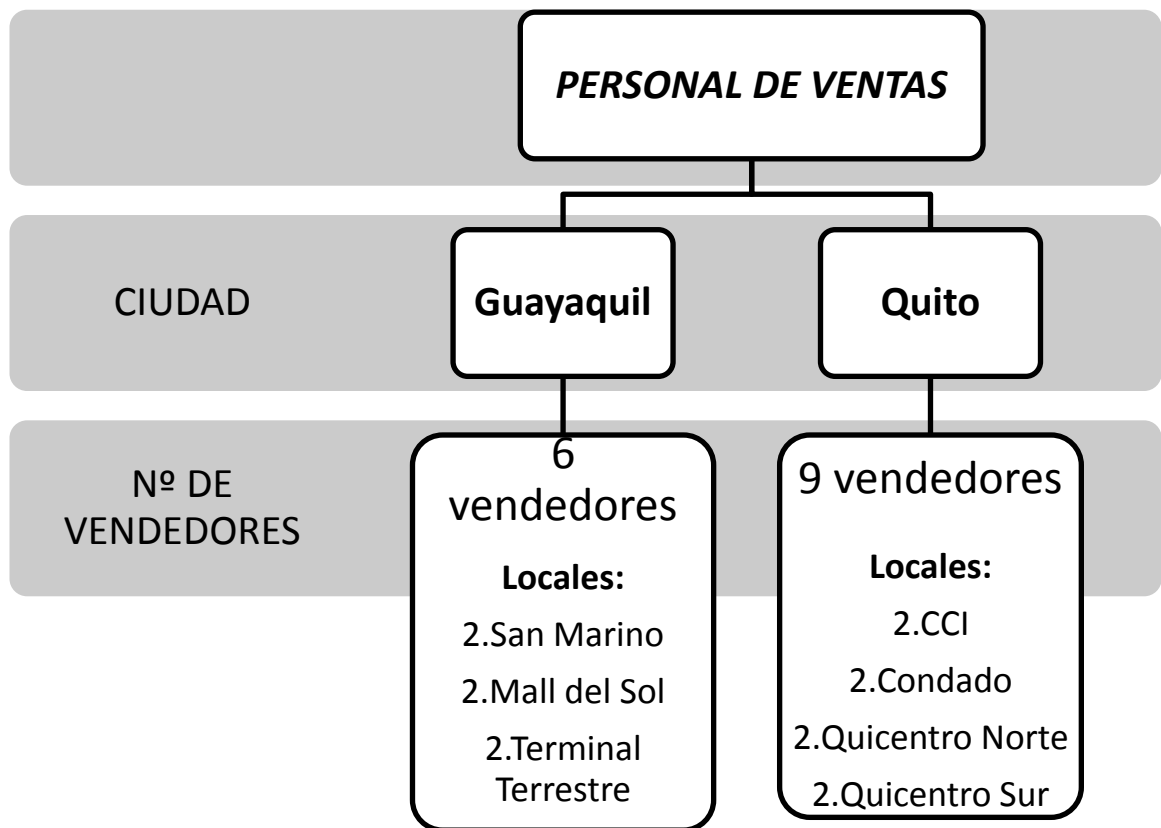 PERSONAL DE VENTAS
CIUDAD
Guayaquil
Quito
Nº DE
VENDEDORES
6
vendedores
Locales:
2.San Marino
2.Mall del Sol
2.Terminal
Terrestre
9 vendedores
Locales:
2.CCI
2.Condado
2.Quicentro Norte
2.Quicentro Sur